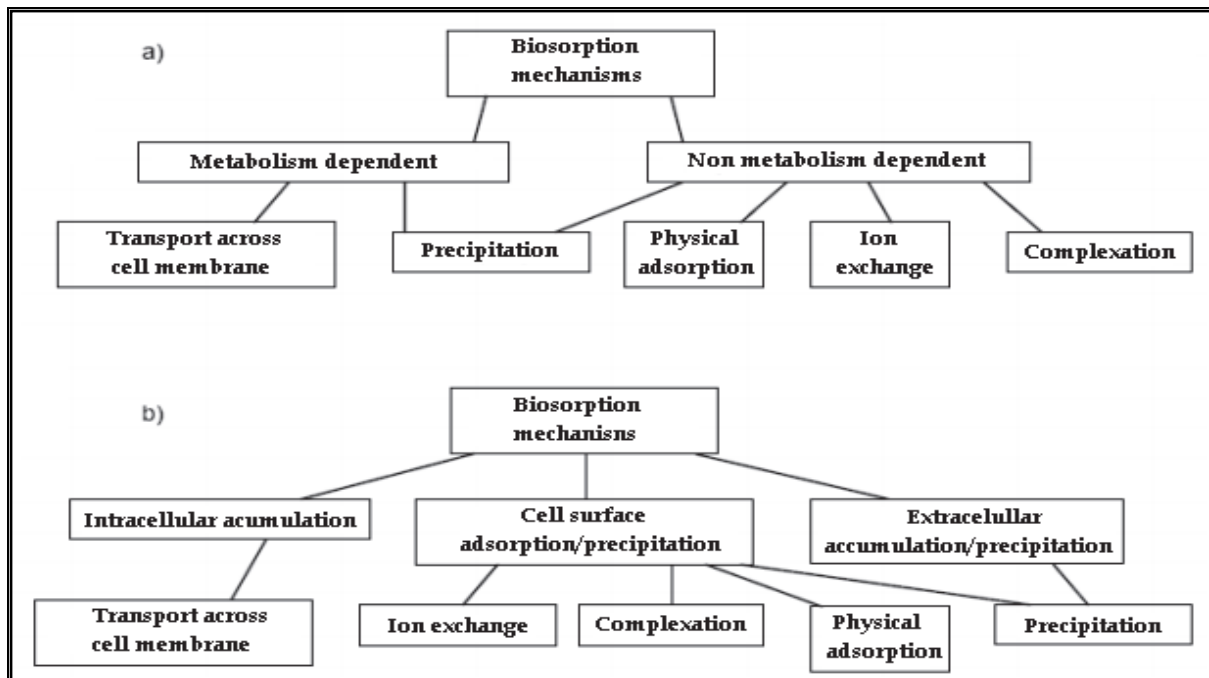 a)
Biosorption
mechanisms
Metabolism dependent
Non metabolism dependent
Transport across
cell membrane
Precipitation
Physical
adsorption
Ion
exchange
Complexation
b)
Biosorption
mechanisns
Intracellular acumulation
Cell surface
adsorption/precipitation
Extracelullar
accumulation/precipitation
Transport across
cell membrane
Ion exchange
Complexation
Physical
adsorption
Precipitation